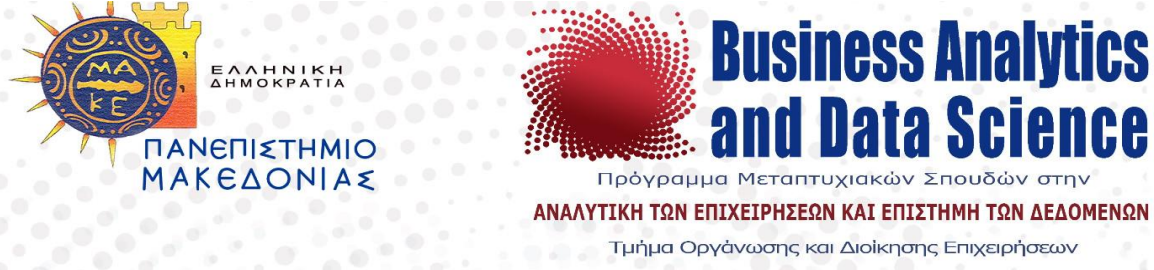 ΜΑ
ΚΕ
ΕΛΛΗΝΙΚΗ
ΔΗΜΟΚΡΑΤΙΑ
ΠΑΝΕΠΙΣΤΗΜΙΟ
ΜΑΚΕΔΟΝΙΑΣ
Business Analytics
and Data Science
Πρόγραμμα Μεταπτυχιακών Σπουδών στην
ΑΝΑΛΥΤΙΚΗ ΤΩΝ ΕΠΙΧΕΙΡΗΣΕΩΝ ΚΑΙ ΕΠΙΣΤΗΜΗ ΤΩΝ ΔΕΔΟΜΕΝΩΝ
Τμήμα Οργάνωσης και Διοίκησης Επιχειρήσεων